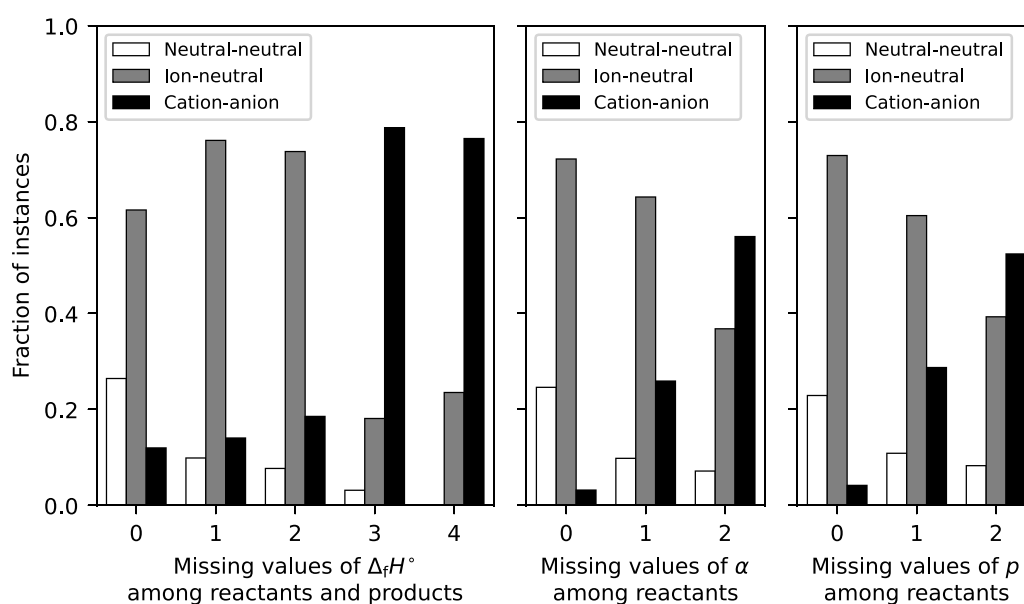 Fraction of instances
1.0
0.8
0.6
0.4
0.2
0.0
Neutral-neutral
Ion-neutral
Cation-anion
0 1 2 3 4
Missing values of ΔfH°
among reactants and products
Neutral-neutral
Ion-neutral
Cation-anion
0 1 2
Missing values of α
among reactants
Neutral-neutral
Ion-neutral
Cation-anion
0 1 2
Missing values of p
among reactants